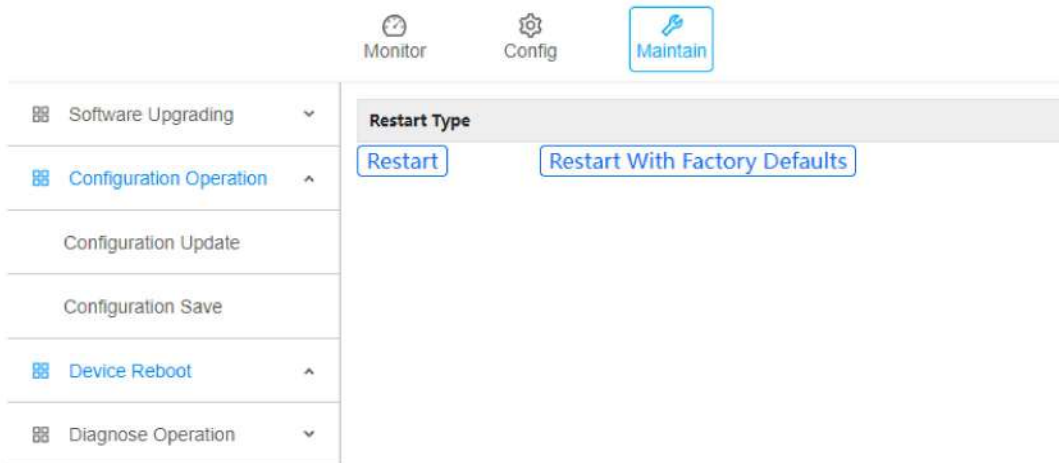 Monitor Config Maintain
Software Upgrading
Configuration Operation
Configuration Update
Configuration Save
Device Reboot
Diagnose Operation
Restart Type
Restart Restart With Factory Defaults